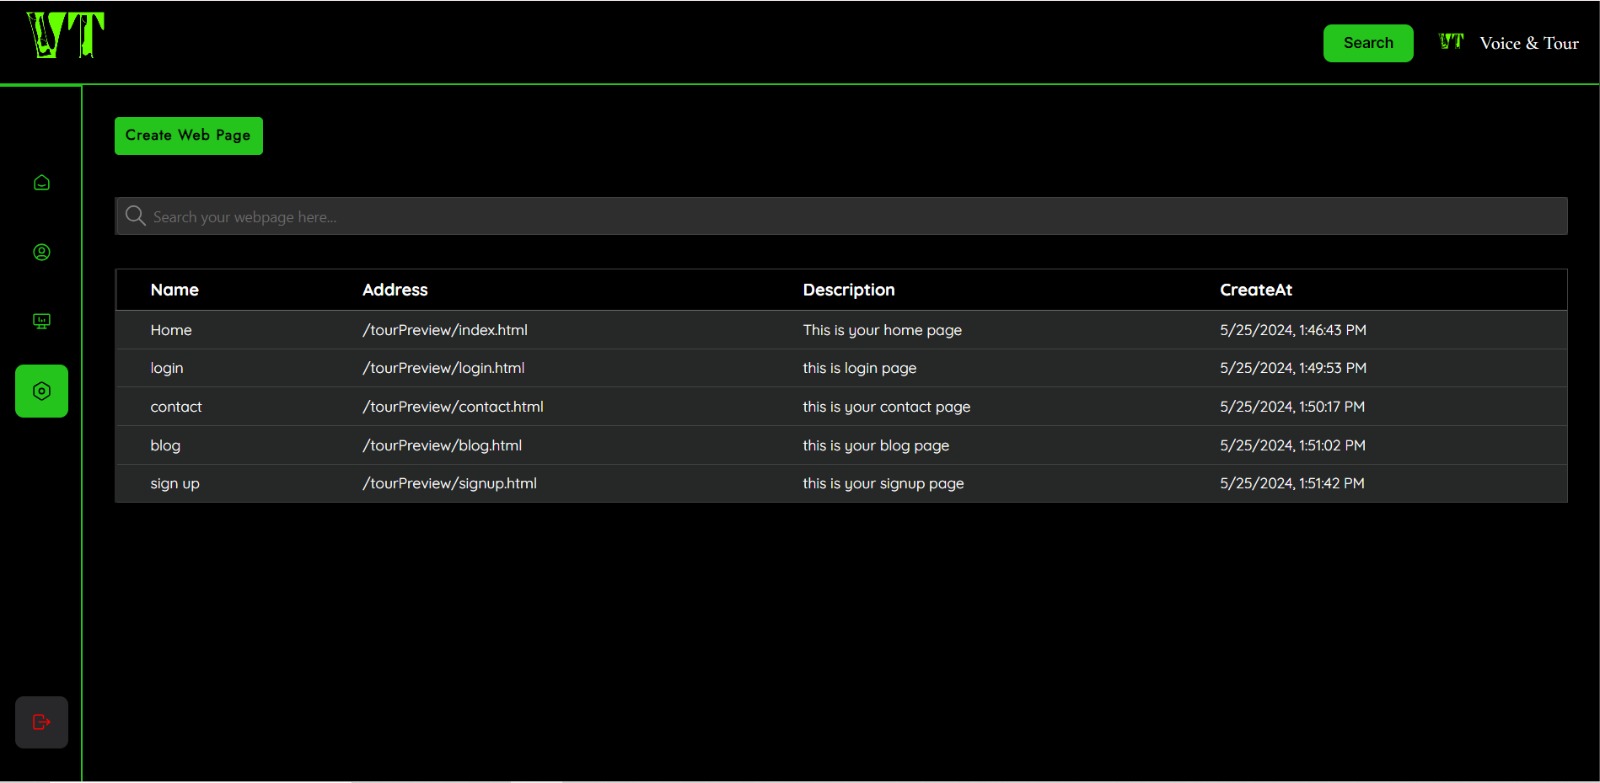 VT
Search VT Voice & Tour
Create Web Page
Search your webpage here...
Name Address Description CreateAt
Home /tourPreview/index.html This is your home page 5/25/2024, 1:46:43 PM
login /tourPreview/login.html this is login page 5/25/2024, 1:49:53 PM
contact /tourPreview/contact.html this is your contact page 5/25/2024, 1:50:17 PM
blog /tourPreview/blog.html this is your blog page 5/25/2024, 1:51:02 PM
sign up /tourPreview/signup.html this is your signup page 5/25/2024, 1:51:42 PM